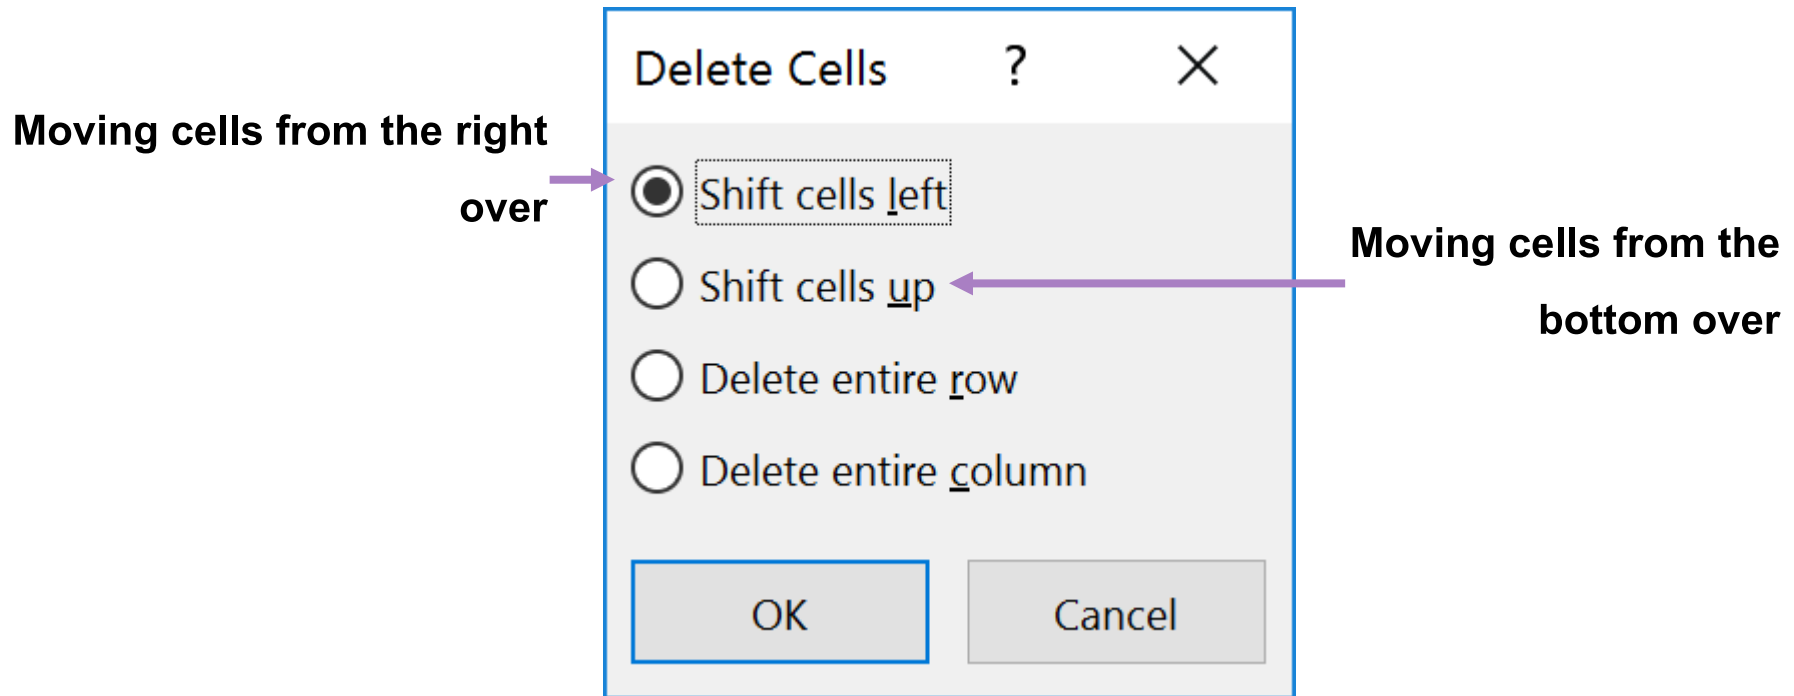 Delete Cells ? ×
Moving cells from the right
over
Shift cells left
Moving cells from the
bottom over
Shift cells up
Delete entire row
Delete entire column
OK
Cancel